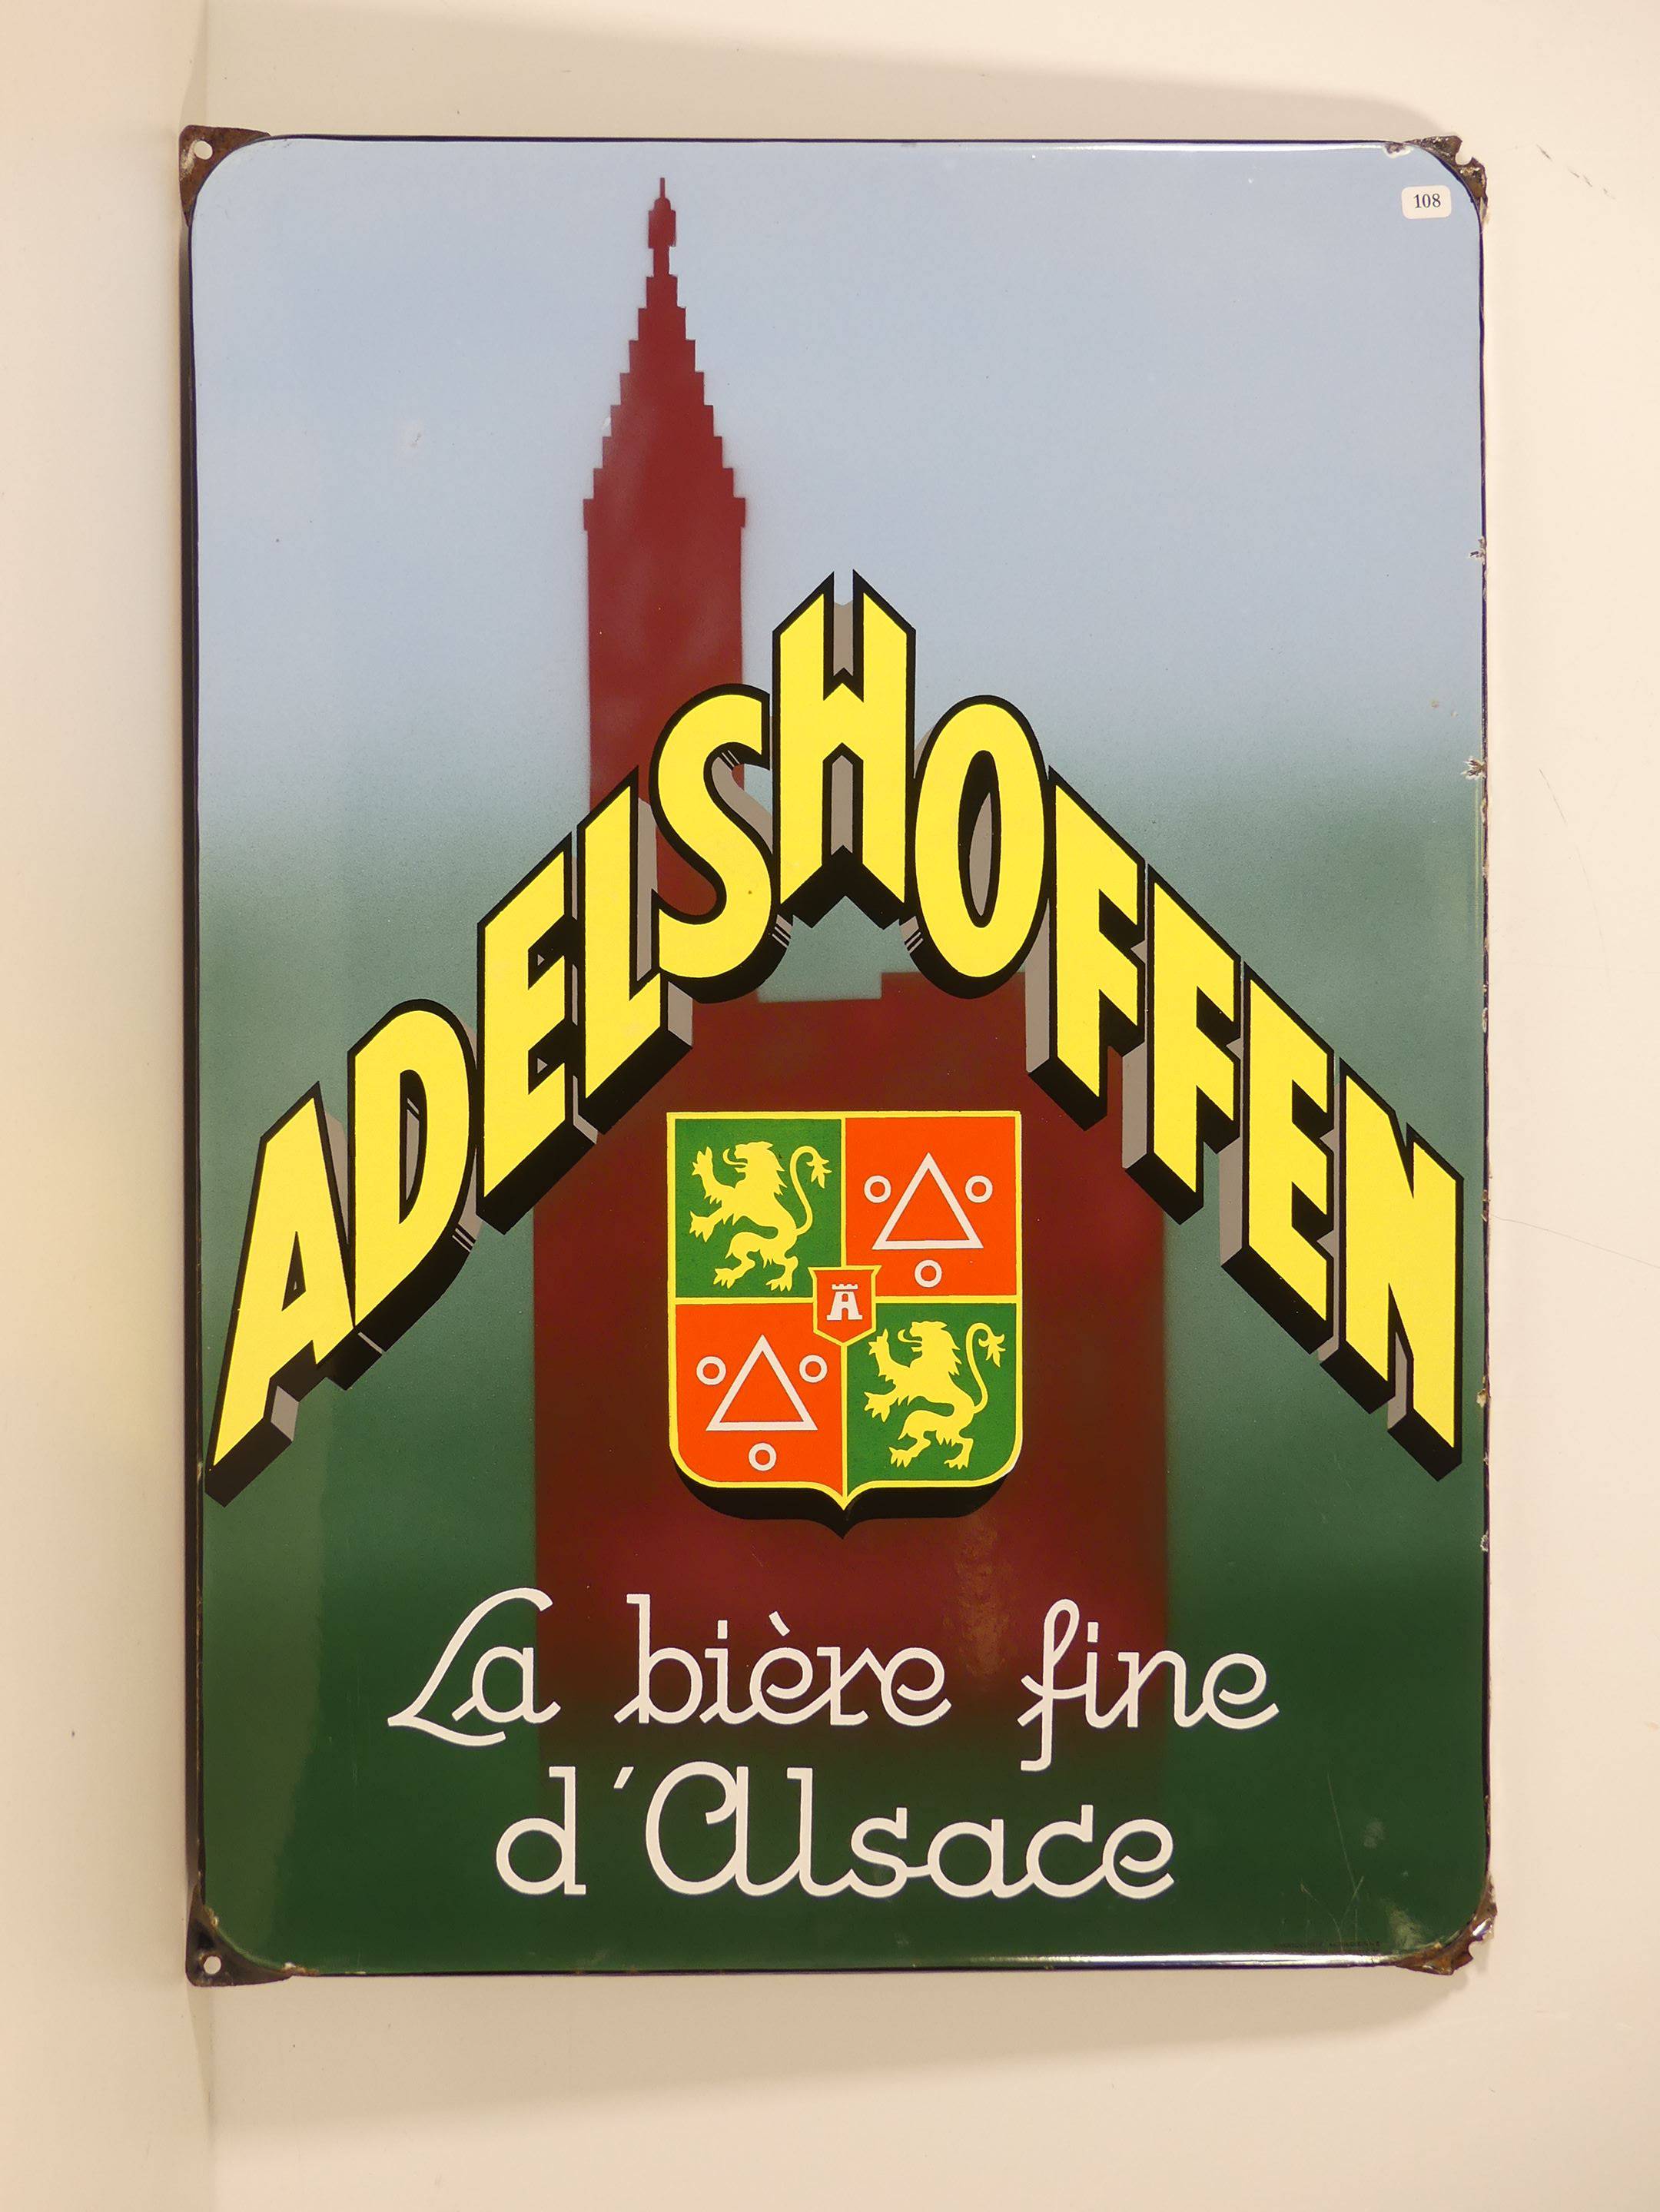 108
ADELSHOFFEN
A
La bière fine
d'Alsace